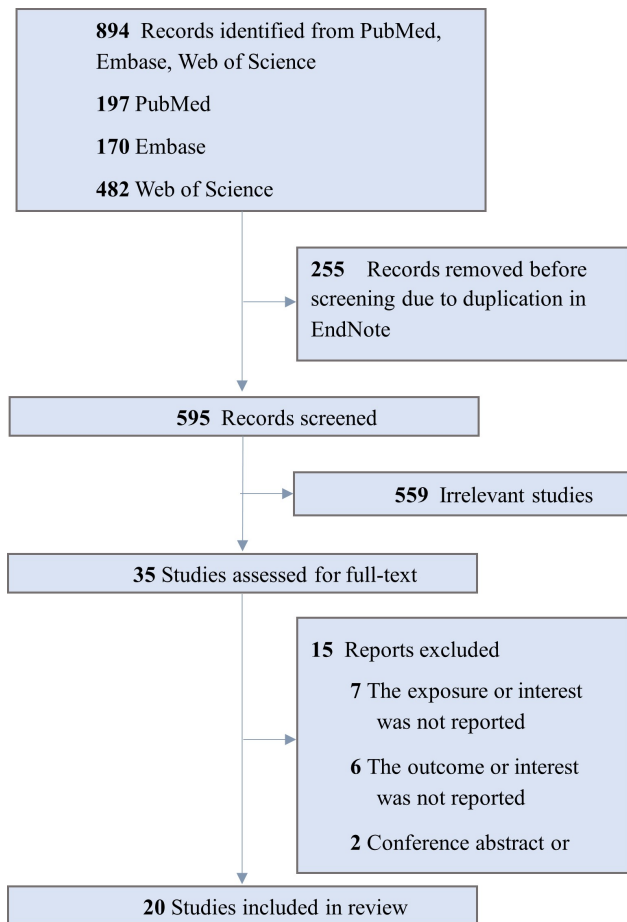 894 Records identified from PubMed,
Embase, Web of Science
197 PubMed
170 Embase
482 Web of Science
255 Records removed before
screening due to duplication in
EndNote
595 Records screened
559 Irrelevant studies
35 Studies assessed for full-text
15 Reports excluded
7 The exposure or interest
was not reported
6 The outcome or interest
was not reported
2 Conference abstract or
20 Studies included in review